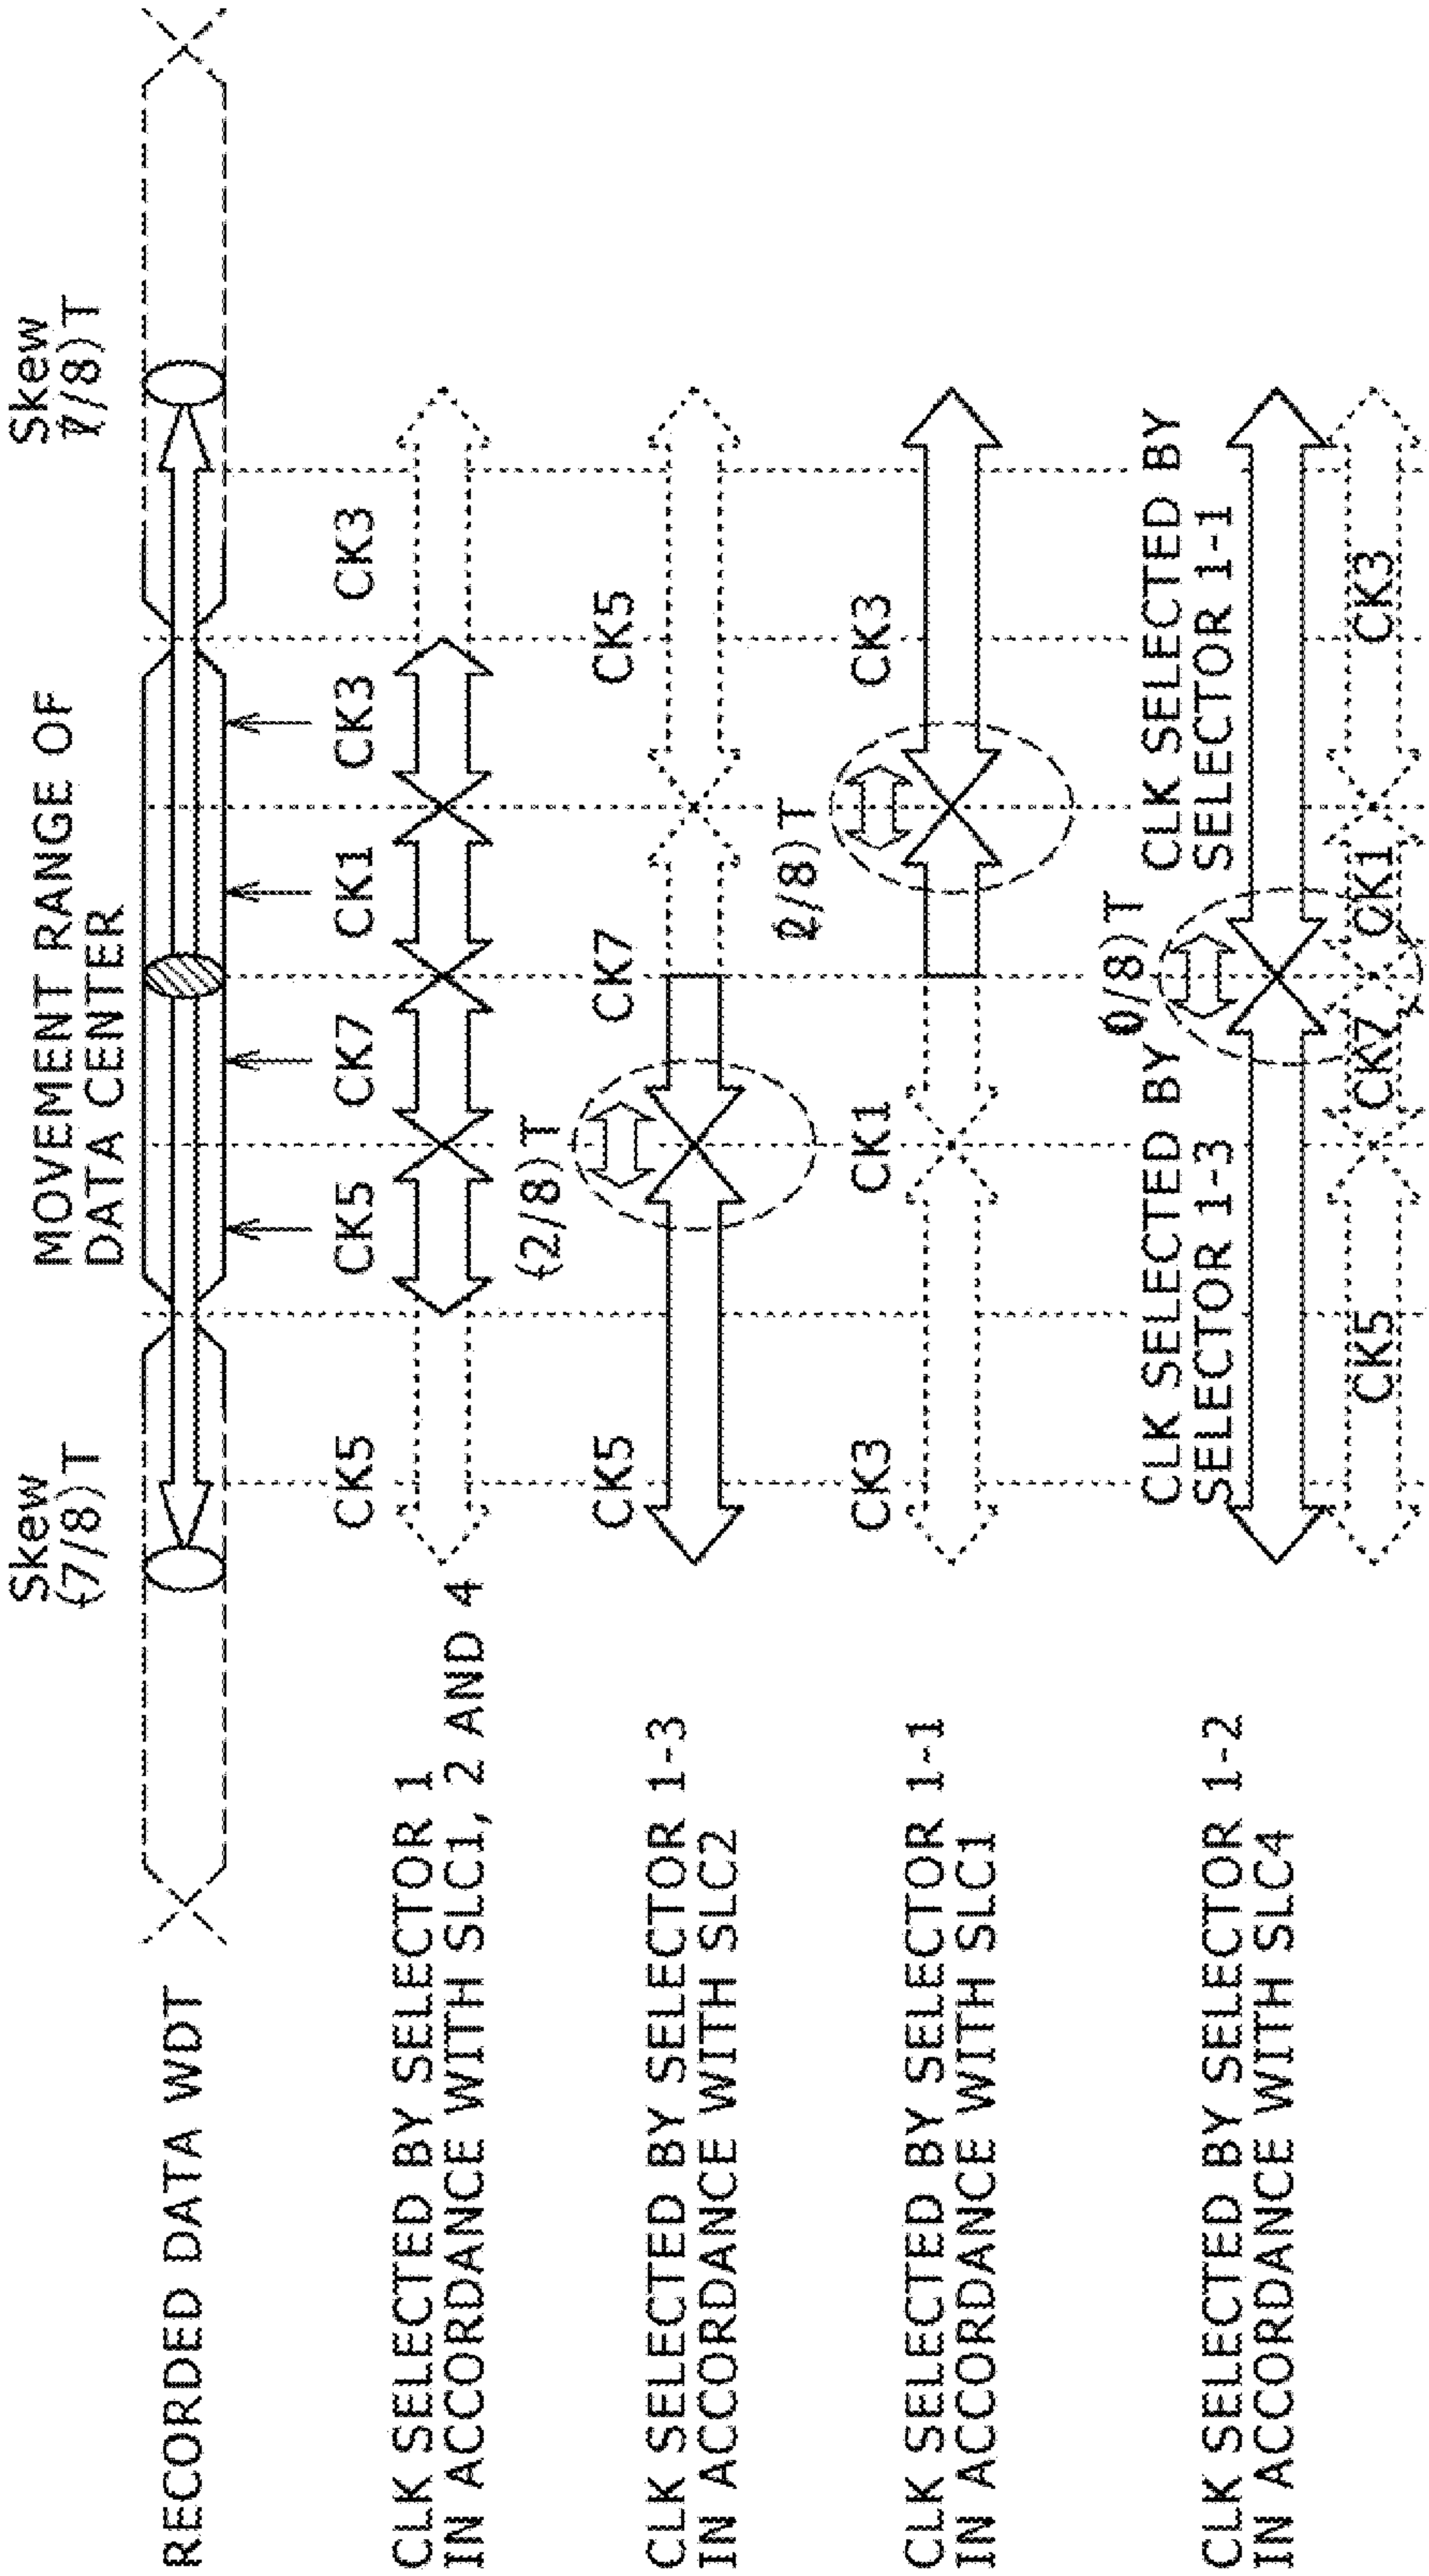 Skew
(7/8)T
MOVEMENT RANGE OF
DATA CENTER
Skew
7/8)T
RECORDED DATA WDT
CK5 CK5 CK7 CK1 CK3 CK3
CLK SELECTED BY SELECTOR 1
IN ACCORDANCE WITH SLC1, 2 AND 4
(2/8)T
CK5 CK7 CK5
CLK SELECTED BY SELECTOR 1-3
IN ACCORDANCE WITH SLC2
2/8)T
CK3 CK1 CK3
CLK SELECTED BY SELECTOR 1-1
IN ACCORDANCE WITH SLC1
0/8)T
CLK SELECTED BY
SELECTOR 1-3
CLK SELECTED BY
SELECTOR 1-1
CLK SELECTED BY SELECTOR 1-2
IN ACCORDANCE WITH SLC4
CK5 CK7 CK1 CK3